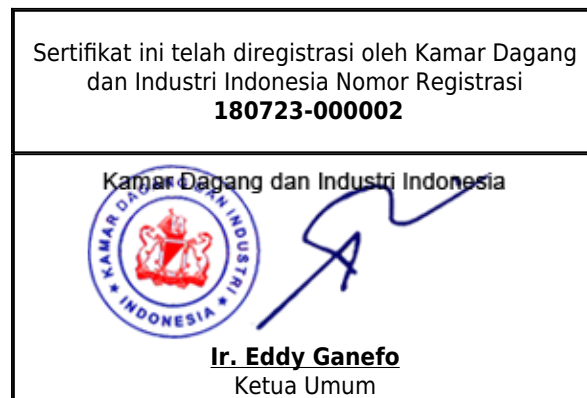 Sertifikat ini telah diregistrasi oleh Kamar Dagang
dan Industri Indonesia Nomor Registrasi
180723-000002
Kamar Dagang dan Industri Indonesia
KAMAR DAGANG DAN INDUSTRI
INDONESIA
Ir. Eddy Ganefo
Ketua Umum